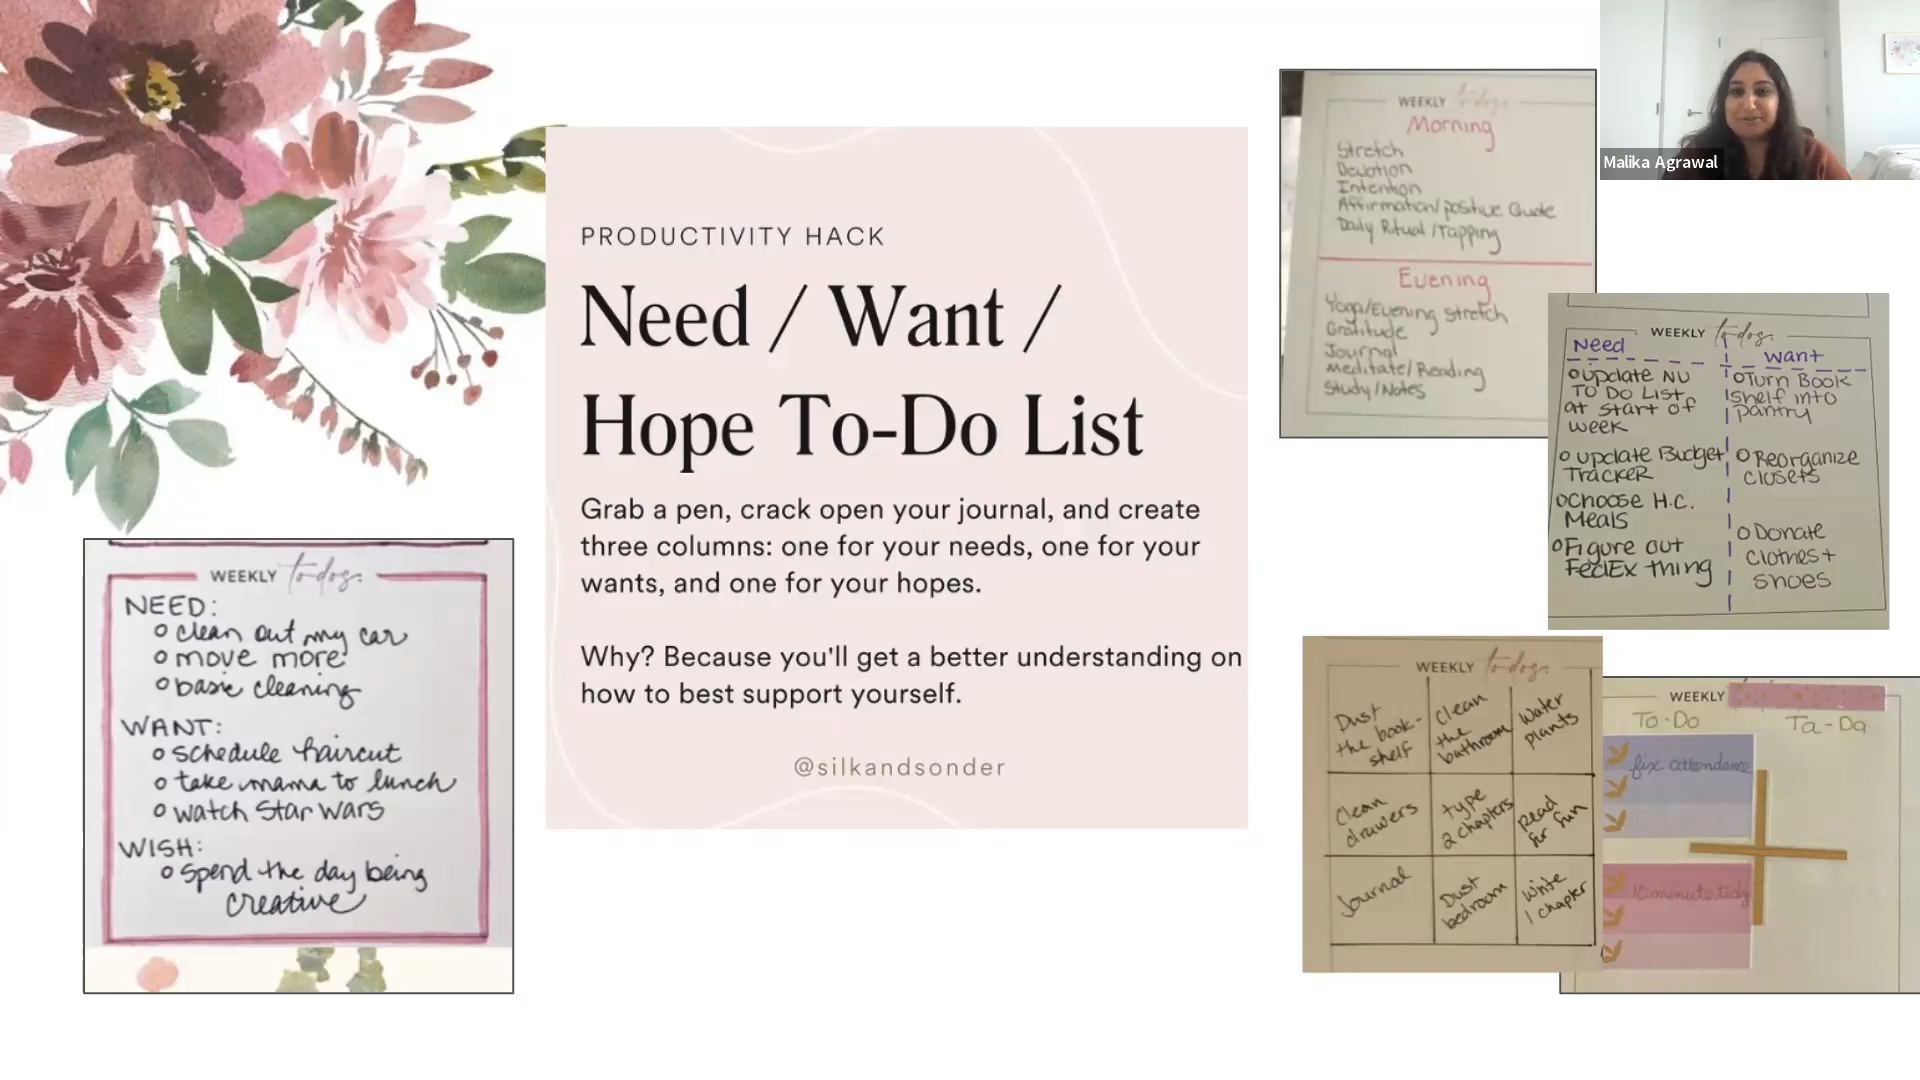 PRODUCTIVITY HACK
Need / Want /
Hope To-Do List
Grab a pen, crack open your journal, and create
three columns: one for your needs, one for your
wants, and one for your hopes.
Why? Because you'll get a better understanding on
how to best support yourself.
@silkandsonder
WEEKLY to-dos.
NEED:
clean out my car
move more
basic cleaning
WANT:
schedule haircut
take mama to lunch
watch Star Wars
WISH:
spend the day being
creative
WEEKLY to-dos.
Morning
Stretch
Devotion
Intention
Affirmation/positive Quote
Daily Ritual /Tapping
Evening
Yoga/Evening Stretch
Gratitude
Journal
Meditate/Reading
Study/Notes
Malika Agrawal
WEEKLY to-dos.
Need
update NU
TO DO List
at start of
week
update Budget
Tracker
Choose H.C.
Meals
Figure out
FedEx thing
want
Turn Book
shelf into
pantry
Reorganize
closets
Donate
clothes+
shoes
WEEKLY to-dos.
Dust
the book-
shelf
Clean
the
bathroom
Water
plants
Clean
drawers
type
2 chapters
Read
for fun
Journal
Dust
bedroom
Write
1 chapter
WEEKLY
To-Do
Ta-Da
fix attendance
10 minute tidy